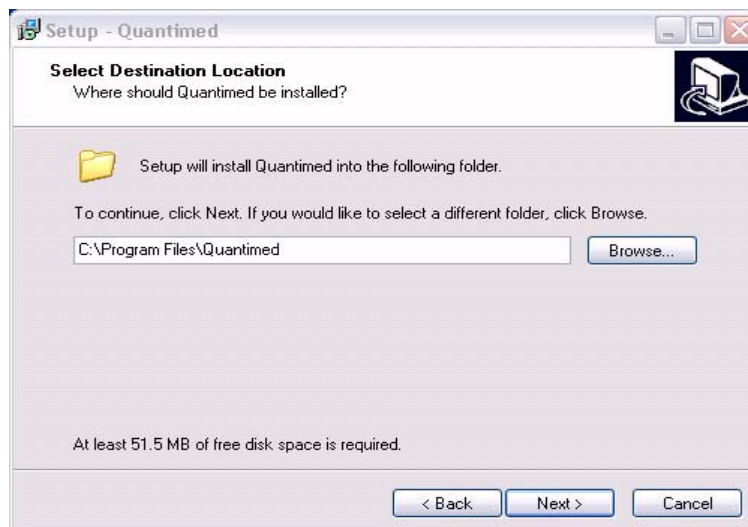 Setup - Quantimed
Select Destination Location
Where should Quantimed be installed?
Setup will install Quantimed into the following folder.
To continue, click Next. If you would like to select a different folder, click Browse.
C:\Program Files\Quantimed
Browse...
At least 51.5 MB of free disk space is required.
< Back
Next >
Cancel